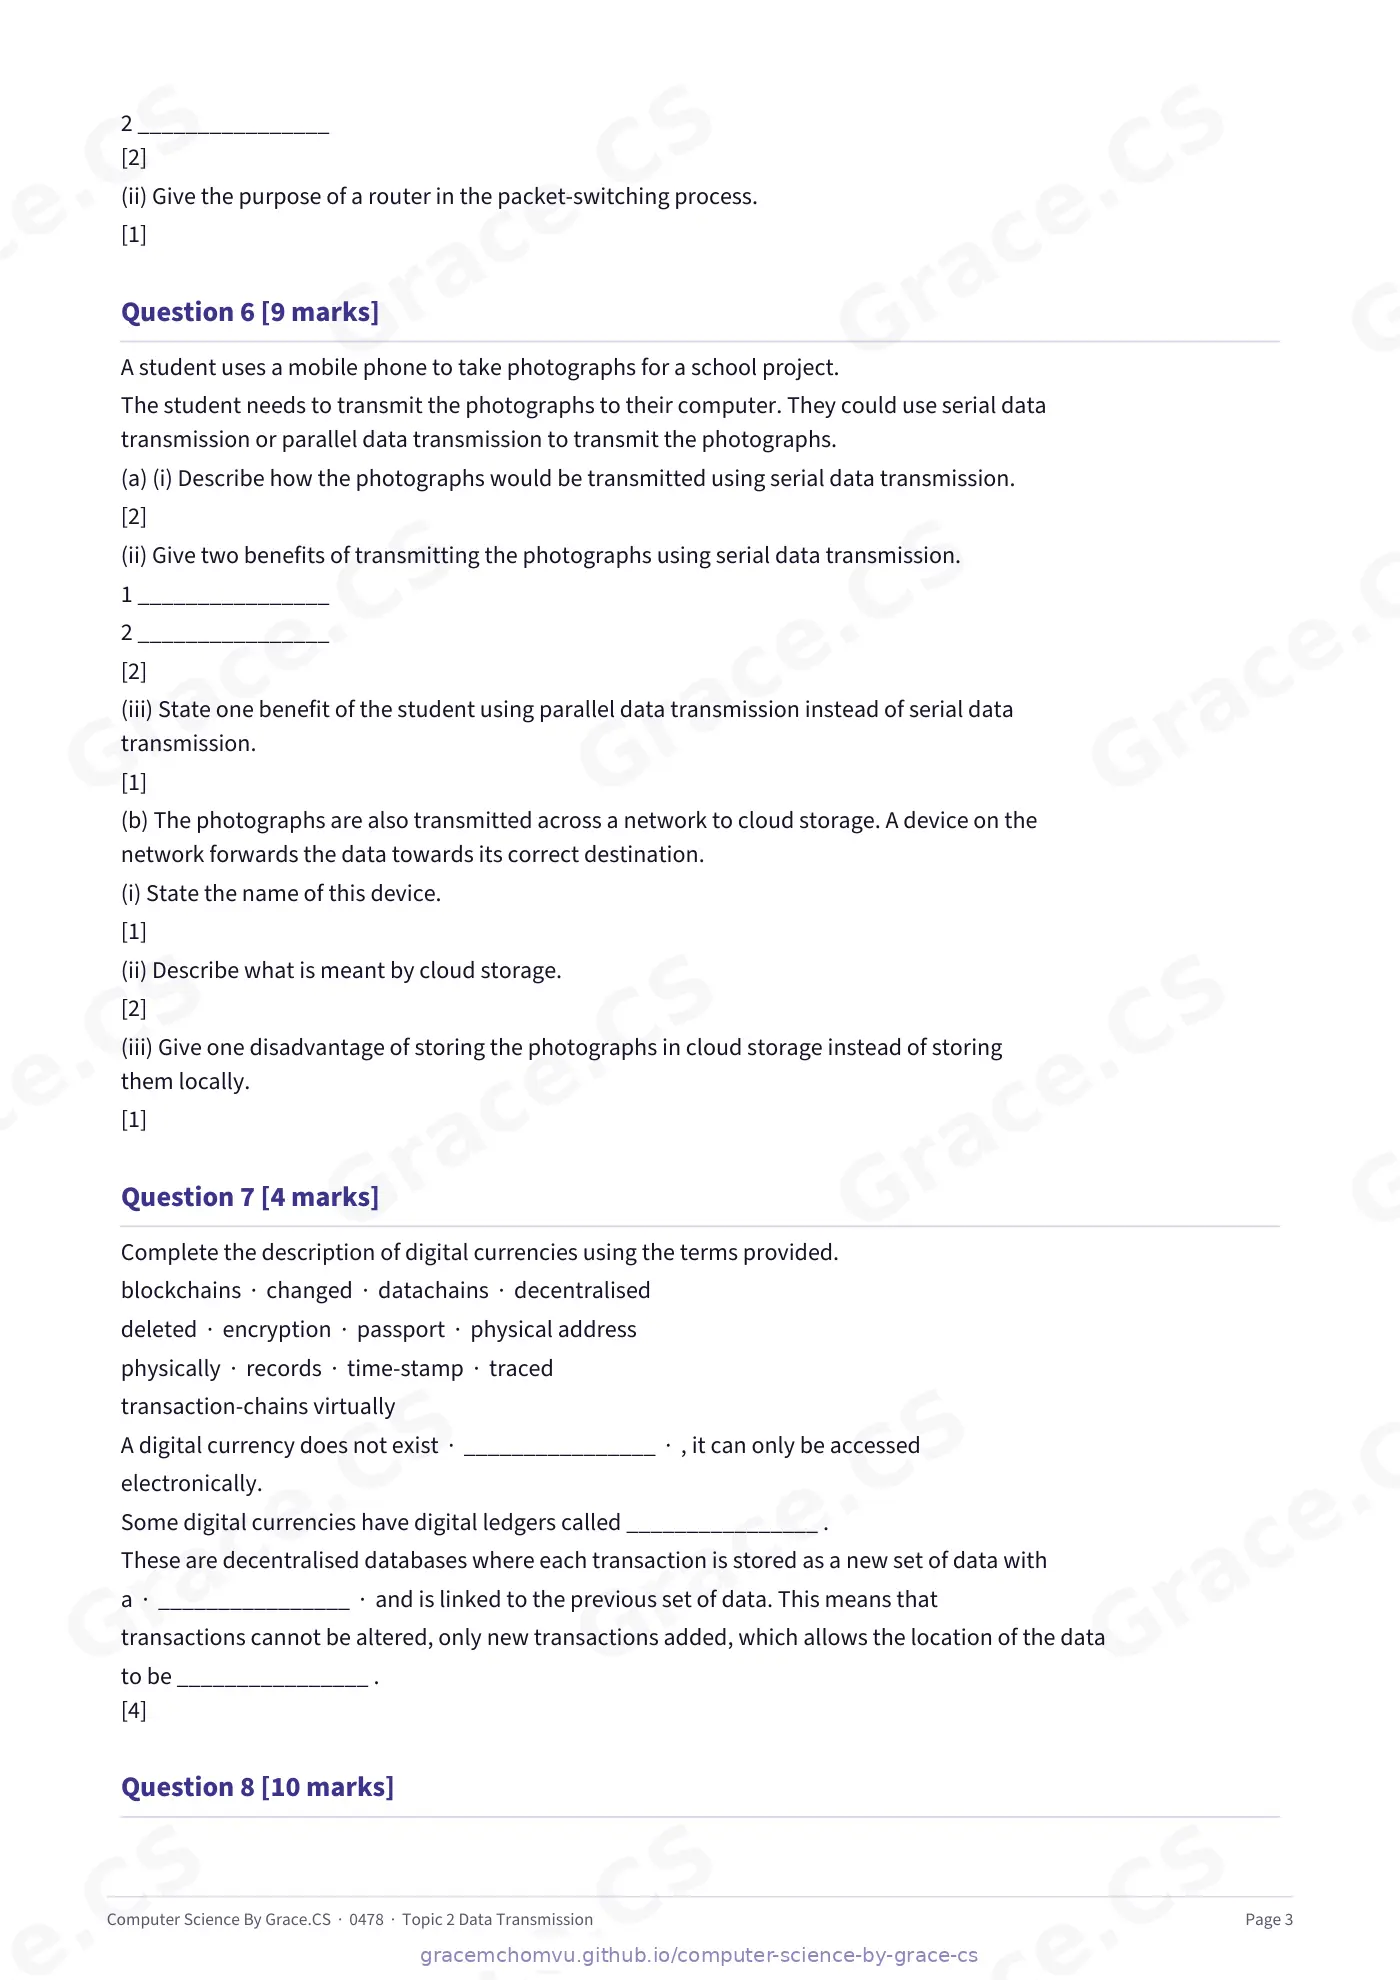 2 ________________
[2]
(ii) Give the purpose of a router in the packet-switching process.
[1]
Question 6 [9 marks]
A student uses a mobile phone to take photographs for a school project.
The student needs to transmit the photographs to their computer. They could use serial data
transmission or parallel data transmission to transmit the photographs.
(a) (i) Describe how the photographs would be transmitted using serial data transmission.
[2]
(ii) Give two benefits of transmitting the photographs using serial data transmission.
1 ________________
2 ________________
[2]
(iii) State one benefit of the student using parallel data transmission instead of serial data
transmission.
[1]
(b) The photographs are also transmitted across a network to cloud storage. A device on the
network forwards the data towards its correct destination.
(i) State the name of this device.
[1]
(ii) Describe what is meant by cloud storage.
[2]
(iii) Give one disadvantage of storing the photographs in cloud storage instead of storing
them locally.
[1]
Question 7 [4 marks]
Complete the description of digital currencies using the terms provided.
blockchains · changed · datachains · decentralised
deleted · encryption · passport · physical address
physically · records · time-stamp · traced
transaction-chains virtually
A digital currency does not exist · ________________ · , it can only be accessed
electronically.
Some digital currencies have digital ledgers called ________________ .
These are decentralised databases where each transaction is stored as a new set of data with
a · ________________ · and is linked to the previous set of data. This means that
transactions cannot be altered, only new transactions added, which allows the location of the data
to be ________________ .
[4]
Question 8 [10 marks]
Computer Science By Grace.CS · 0478 · Topic 2 Data Transmission
Page 3
gracemchomvu.github.io/computer-science-by-grace-cs